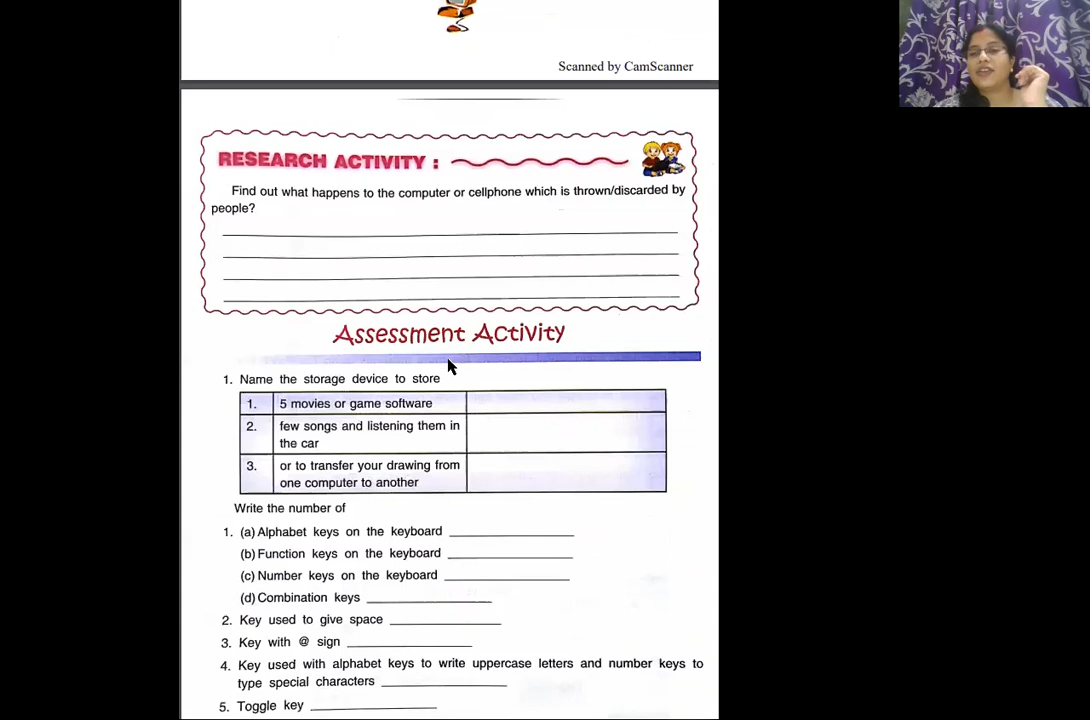 Scanned by CamScanner
RESEARCH ACTIVITY :
Find out what happens to the computer or cellphone which is thrown/discarded by
people?
Assessment Activity
1. Name the storage device to store
1. 5 movies or game software
2. few songs and listening them in
the car
3. or to transfer your drawing from
one computer to another
Write the number of
1. (a) Alphabet keys on the keyboard
(b) Function keys on the keyboard
(c) Number keys on the keyboard
(d) Combination keys
2. Key used to give space
3. Key with @ sign
4. Key used with alphabet keys to write uppercase letters and number keys to
type special characters
5. Toggle key